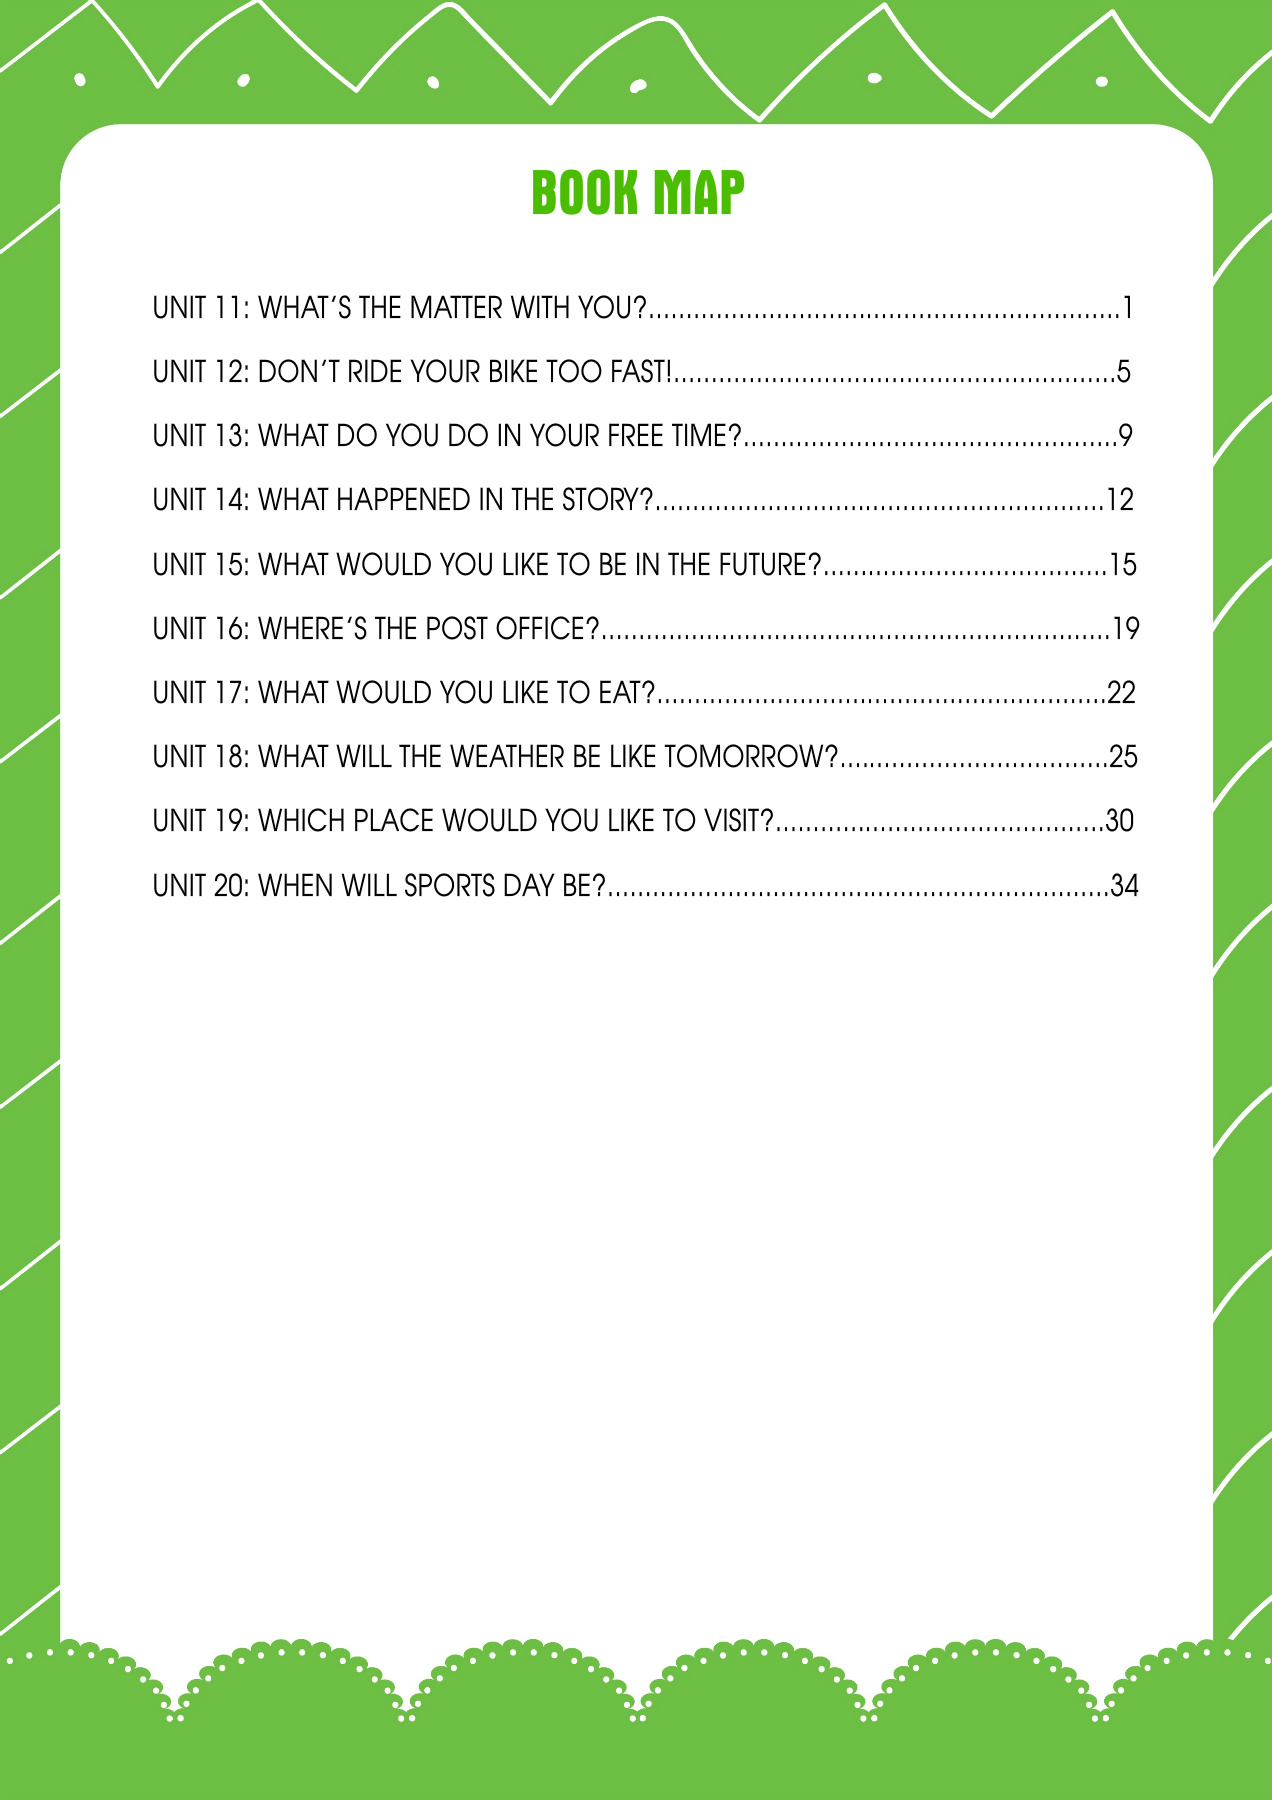 BOOK MAP
UNIT 11: WHAT'S THE MATTER WITH YOU?...............................................................1
UNIT 12: DON'T RIDE YOUR BIKE TOO FAST!...........................................................5
UNIT 13: WHAT DO YOU DO IN YOUR FREE TIME?..................................................9
UNIT 14: WHAT HAPPENED IN THE STORY?............................................................12
UNIT 15: WHAT WOULD YOU LIKE TO BE IN THE FUTURE?......................................15
UNIT 16: WHERE'S THE POST OFFICE?....................................................................19
UNIT 17: WHAT WOULD YOU LIKE TO EAT?............................................................22
UNIT 18: WHAT WILL THE WEATHER BE LIKE TOMORROW?....................................25
UNIT 19: WHICH PLACE WOULD YOU LIKE TO VISIT?............................................30
UNIT 20: WHEN WILL SPORTS DAY BE?...................................................................34